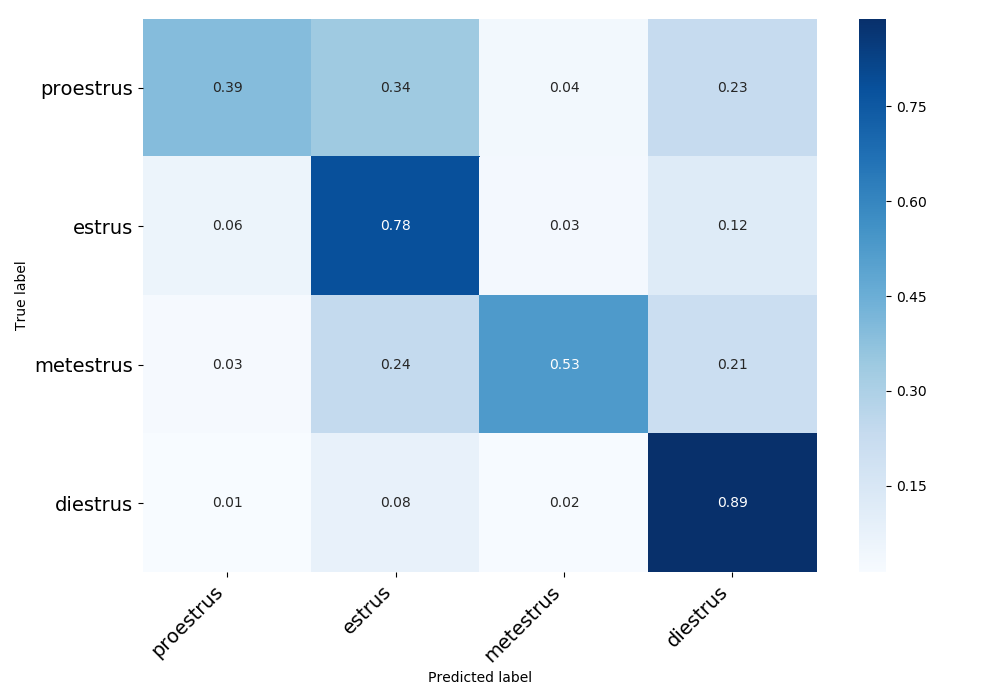 proestrus 0.39 0.34 0.04 0.23
estrus 0.06 0.78 0.03 0.12
metestrus 0.03 0.24 0.53 0.21
diestrus 0.01 0.08 0.02 0.89
True label
proestrus estrus metestrus diestrus
Predicted label
0.75
0.60
0.45
0.30
0.15